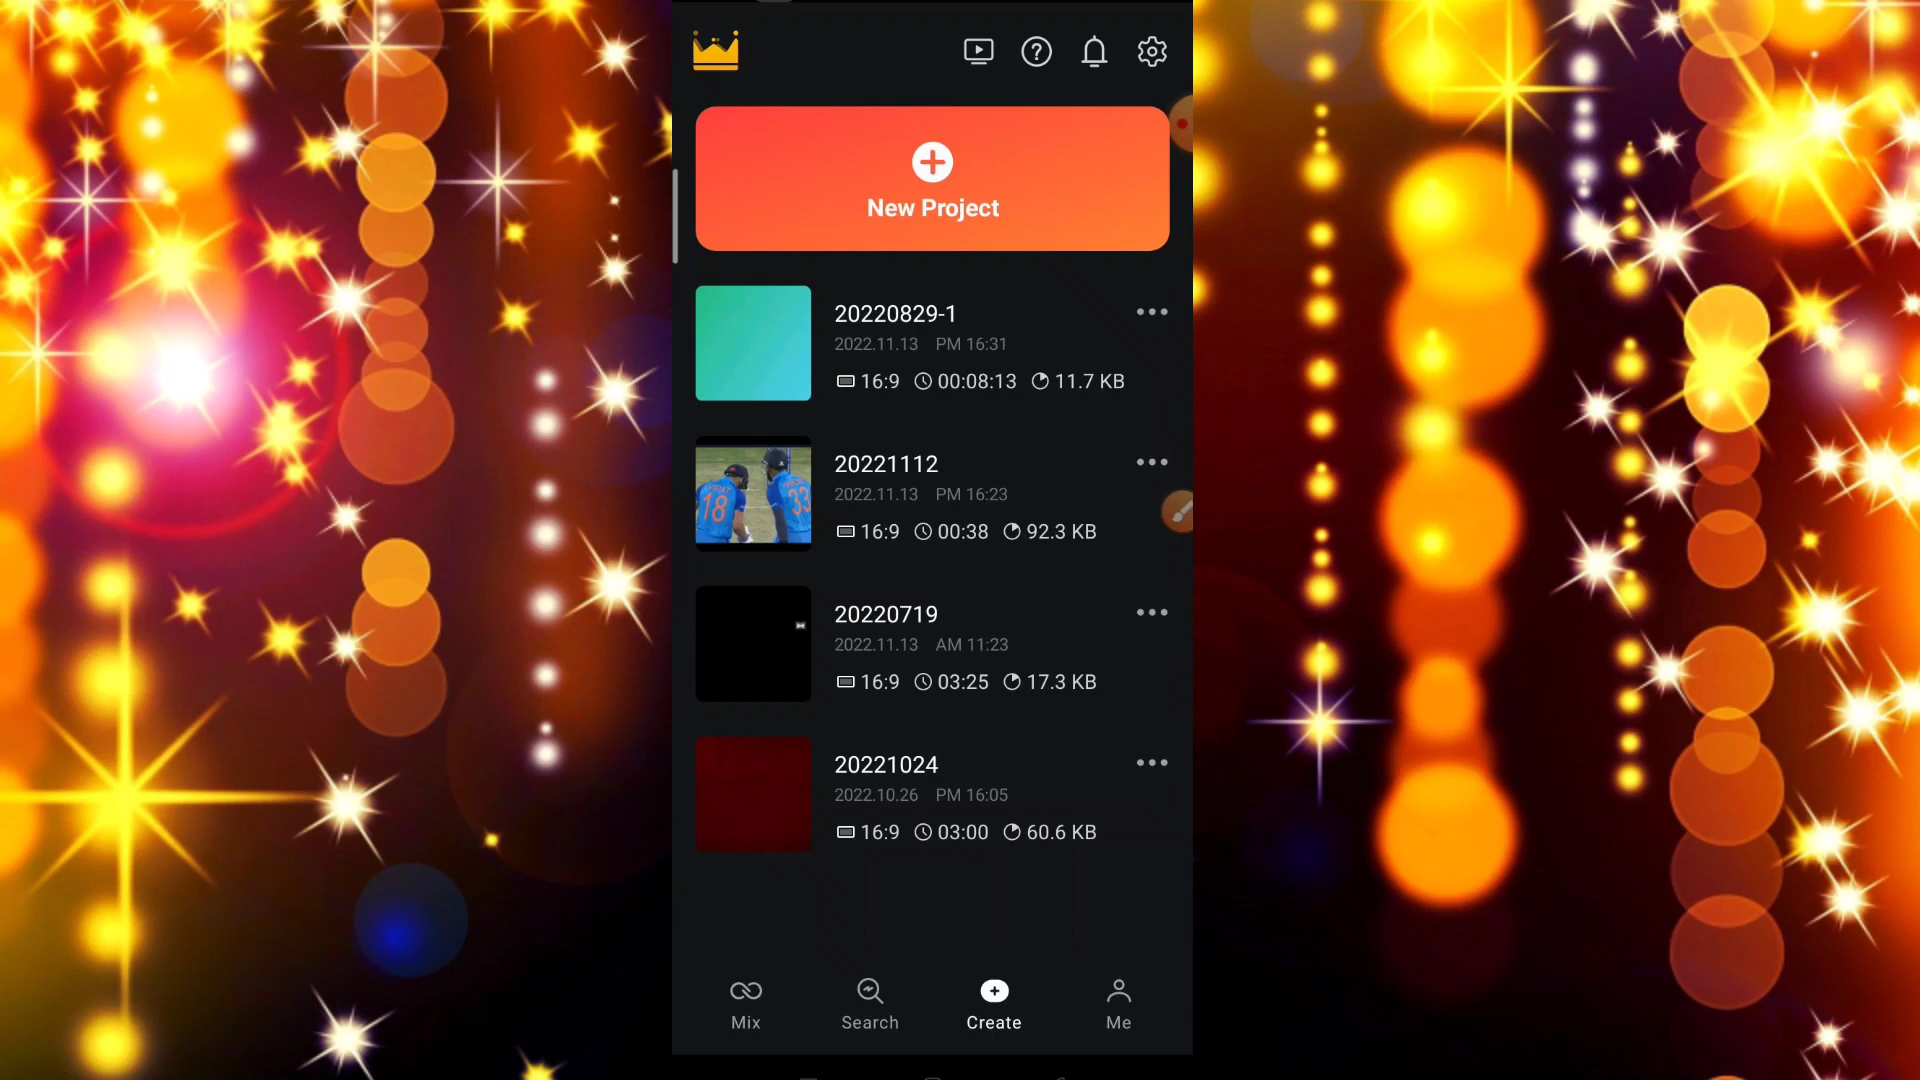 New Project
20220829-1
2022.11.13 PM 16:31
16:9 00:08:13 11.7 KB
18
33
20221112
2022.11.13 PM 16:23
16:9 00:38 92.3 KB
20220719
2022.11.13 AM 11:23
16:9 03:25 17.3 KB
20221024
2022.10.26 PM 16:05
16:9 03:00 60.6 KB
Mix Search Create Me